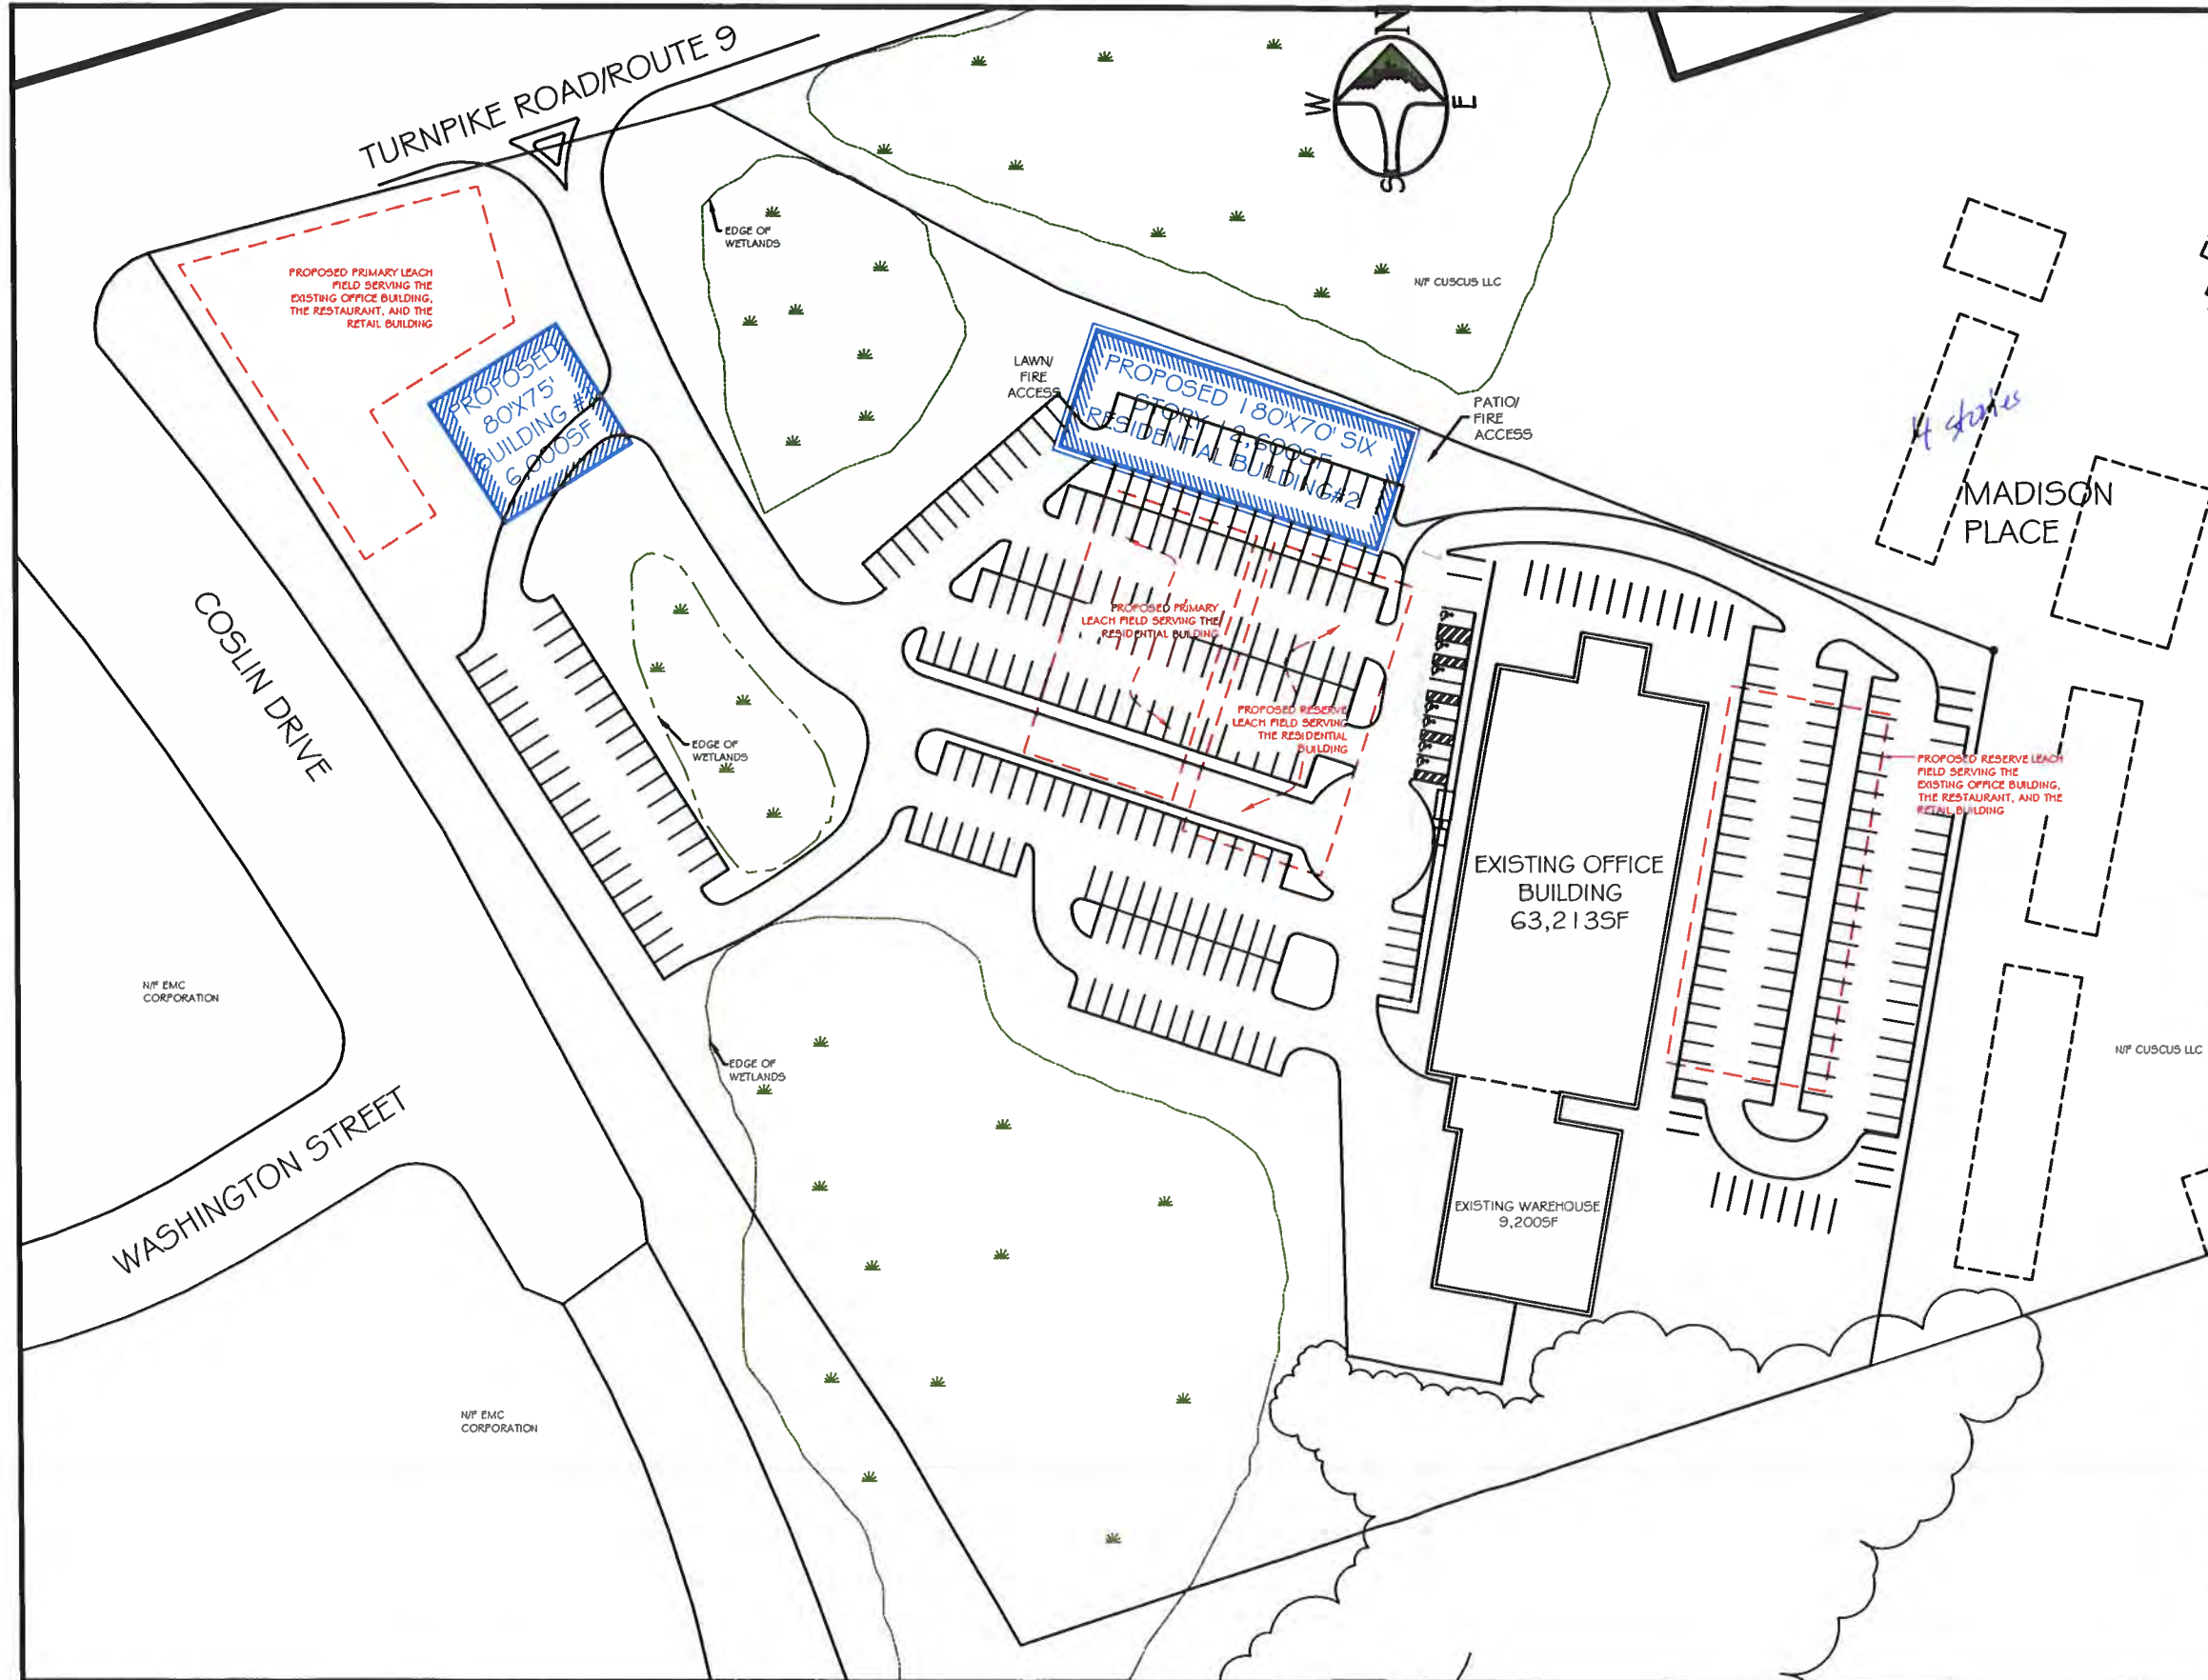 TURNPIKE ROAD/ROUTE 9
N
W
E
S
EDGE OF
WETLANDS
PROPOSED PRIMARY LEACH
FIELD SERVING THE
EXISTING OFFICE BUILDING,
THE RESTAURANT, AND THE
RETAIL BUILDING
N/F CUSCUS LLC
PROPOSED
80'X75'
BUILDING #
6,000SF
LAWN/
FIRE
ACCESS
PROPOSED 180'X70' SIX
STORY 12,600SF
RESIDENTIAL BUILDING#2
PATIO/
FIRE
ACCESS
4 stories
MADISON
PLACE
COSLIN DRIVE
PROPOSED PRIMARY
LEACH FIELD SERVING THE
RESIDENTIAL BUILDING
PROPOSED RESERVE
LEACH FIELD SERVING
THE RESIDENTIAL
BUILDING
EDGE OF
WETLANDS
PROPOSED RESERVE LEACH
FIELD SERVING THE
EXISTING OFFICE BUILDING,
THE RESTAURANT, AND THE
RETAIL BUILDING
EXISTING OFFICE
BUILDING
63,213SF
N/F EMC
CORPORATION
EDGE OF
WETLANDS
N/F CUSCUS LLC
WASHINGTON STREET
EXISTING WAREHOUSE
9,200SF
N/F EMC
CORPORATION